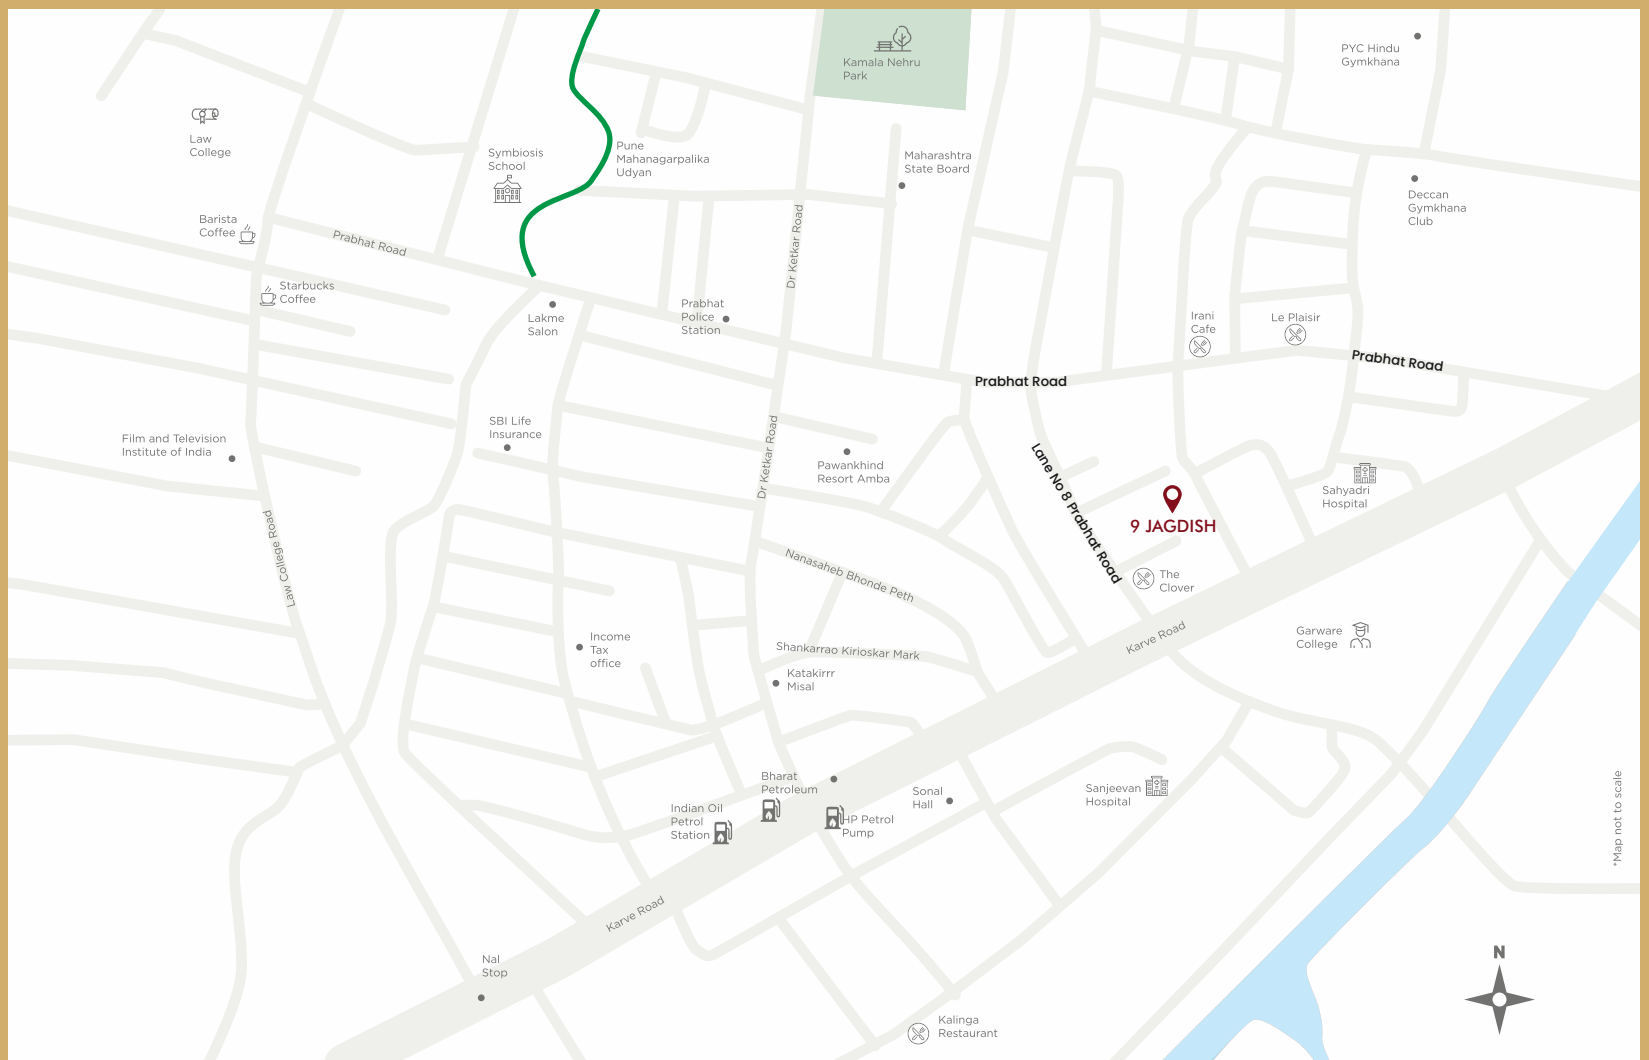 Kamala Nehru
Park
PYC Hindu
Gymkhana
Law
College
Symbiosis
School
Pune
Mahanagarpalika
Udyan
Maharashtra
State Board
Deccan
Gymkhana
Club
Barista
Coffee
Prabhat Road
Dr Ketkar Road
Starbucks
Coffee
Lakme
Salon
Prabhat
Police
Station
Irani
Cafe
Le Plaisir
Prabhat Road
Prabhat Road
SBI Life
Insurance
Film and Television
Institute of India
Dr Ketkar Road
Pawankhind
Resort Amba
Lane No 8 Prabhat Road
Sahyadri
Hospital
9 JAGDISH
Law College Road
Nanasaheb Bhonde Peth
The
Clover
Karve Road
Garware
College
Income
Tax
office
Shankarrao Kirioskar Mark
Katakirrr
Misal
Bharat
Petroleum
Indian Oil
Petrol
Station
HP Petrol
Pump
Sonal
Hall
Sanjeevan
Hospital
*Map not to scale
Karve Road
Nal
Stop
Kalinga
Restaurant
N